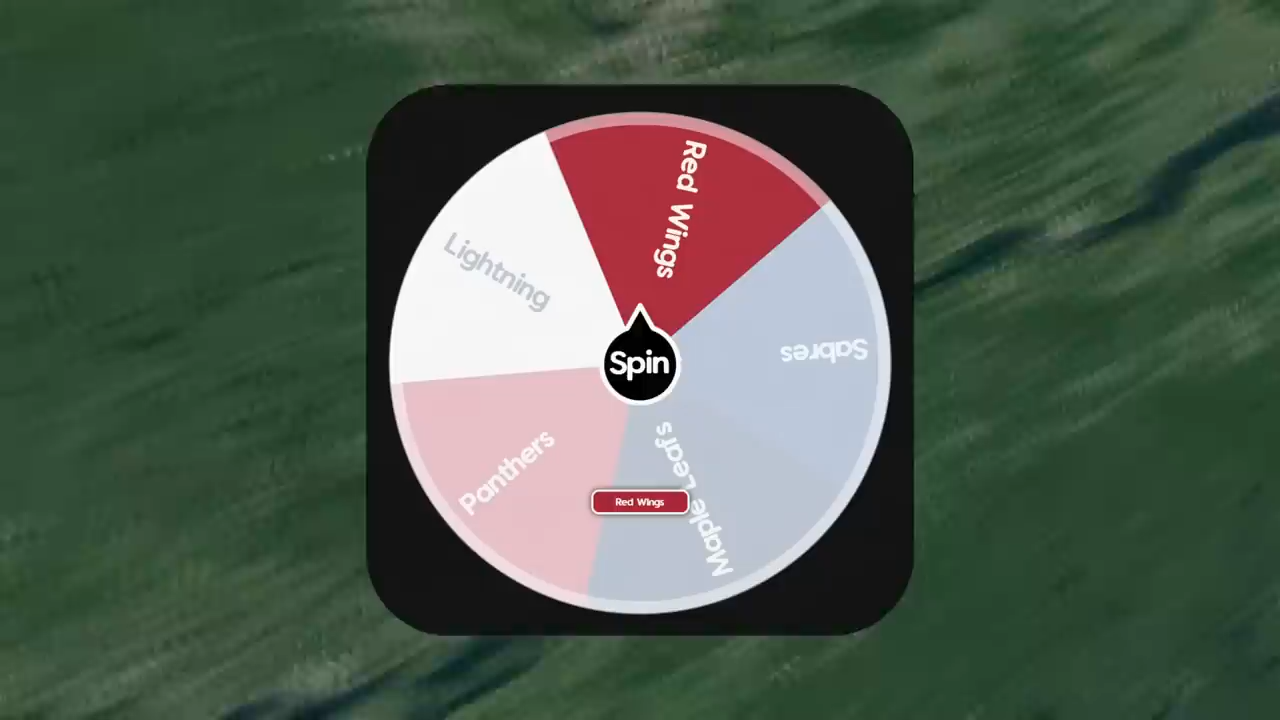 Red Wings
Lightning
Sabres
Spin
Panthers
Maple Leafs
Red Wings